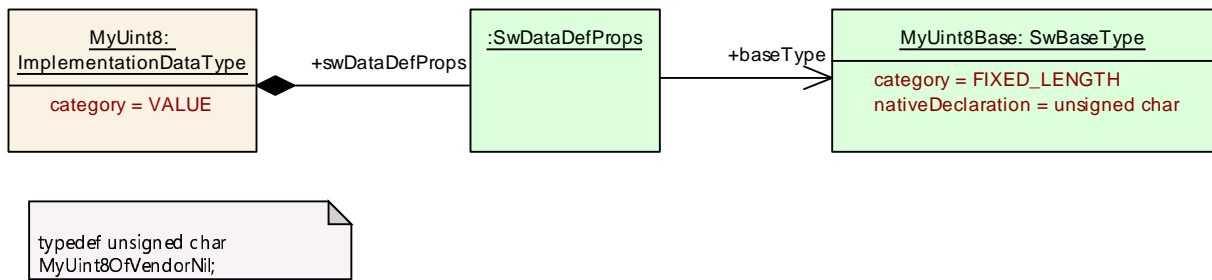 MyUint8:
ImplementationDataType
category = VALUE
+swDataDefProps
:SwDataDefProps
+baseType
MyUint8Base: SwBaseType
category = FIXED_LENGTH
nativeDeclaration = unsigned char
typedef unsigned char
MyUint8OfVendorNil;